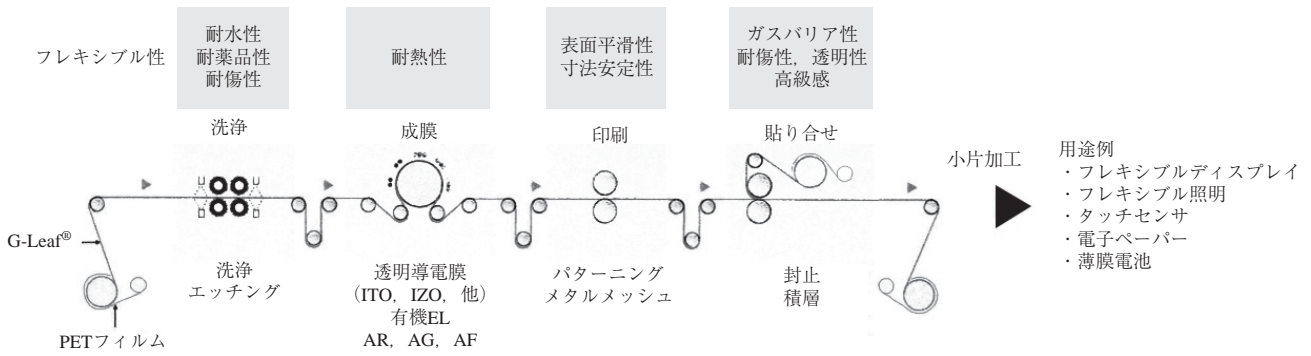 フレキシブル性
耐水性
耐薬品性
耐傷性
耐熱性
表面平滑性
寸法安定性
ガスバリア性
耐傷性，透明性
高級感
洗浄
成膜
印刷
貼り合せ
小片加工
用途例
・フレキシブルディスプレイ
・フレキシブル照明
・タッチセンサ
・電子ペーパー
・薄膜電池
G-Leaf®
PETフィルム
洗浄
エッチング
透明導電膜
（ITO，IZO，他）
有機EL
AR，AG，AF
パターニング
メタルメッシュ
封止
積層